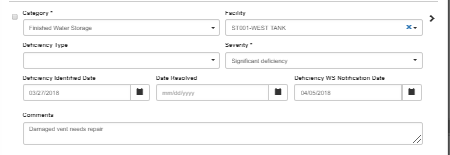 Category * Facility
Finished Water Storage ST001-WEST TANK
Deficiency Type Severity *
Significant deficiency
Deficiency Identified Date Date Resolved Deficiency WS Notification Date
03/27/2018 mm/dd/yyyy 04/05/2018
Comments
Damaged vent needs repair